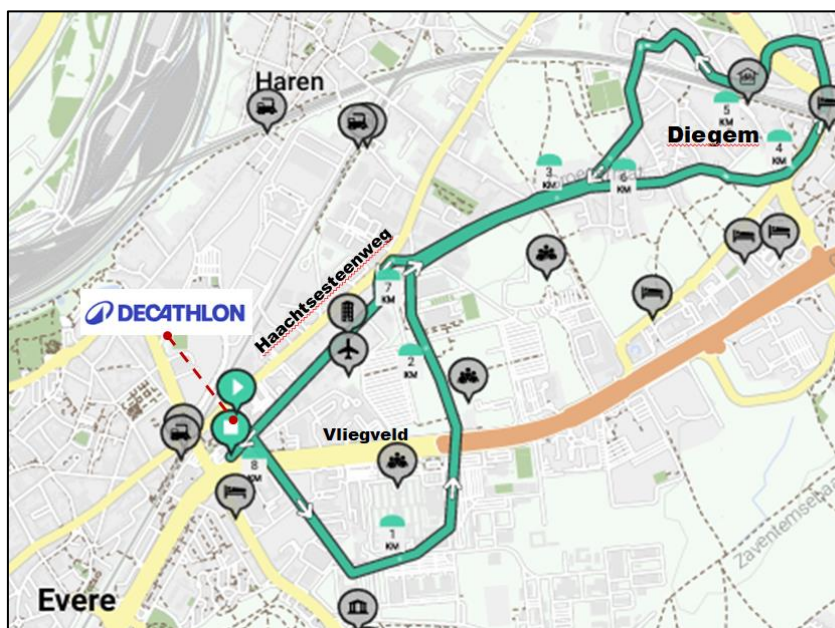 Haren
Diegem
5
KM
4
KM
3
KM
6
KM
Haachtsesteenweg
7
KM
DECATHLON
2
KM
Vliegveld
8
KM
1
KM
Evere